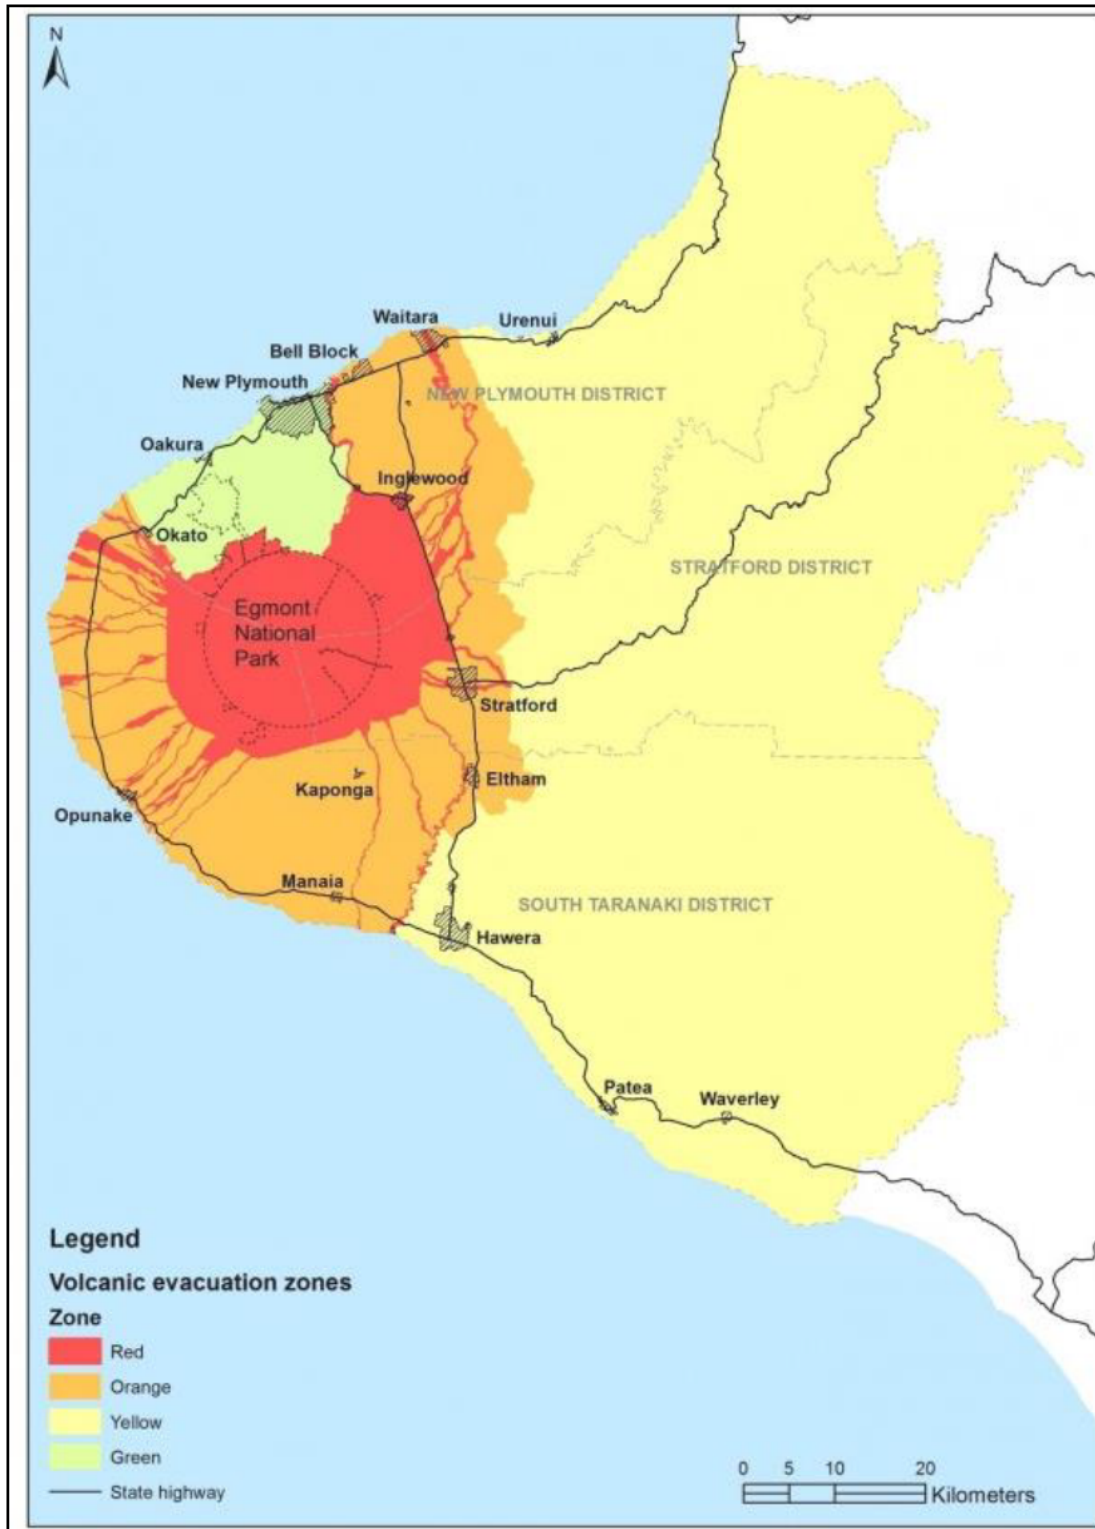 N
Waitara
Urenui
Bell Block
New Plymouth
NEW PLYMOUTH DISTRICT
Oakura
Inglewood
Okato
STRATFORD DISTRICT
Egmont
National
Park
Stratford
Eltham
Kaponga
Opunake
Manaia
SOUTH TARANAKI DISTRICT
Hawera
Patea
Waverley
Legend
Volcanic evacuation zones
Zone
Red
Orange
Yellow
Green
State highway
0 5 10 20
Kilometers